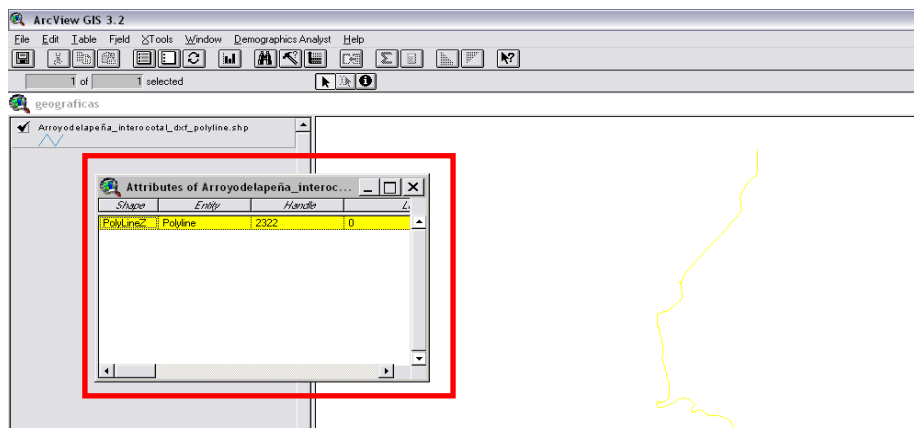 ArcView GIS 3.2
File Edit Table Field XTools Window Demographics Analyst Help
1 of 1 selected
geograficas
Arroyodelapeña_interocotal_dxf_polyline.shp
Attributes of Arroyodelapeña_interoc...
Shape Entity Handle L
PolyLineZ Polyline 2322 0